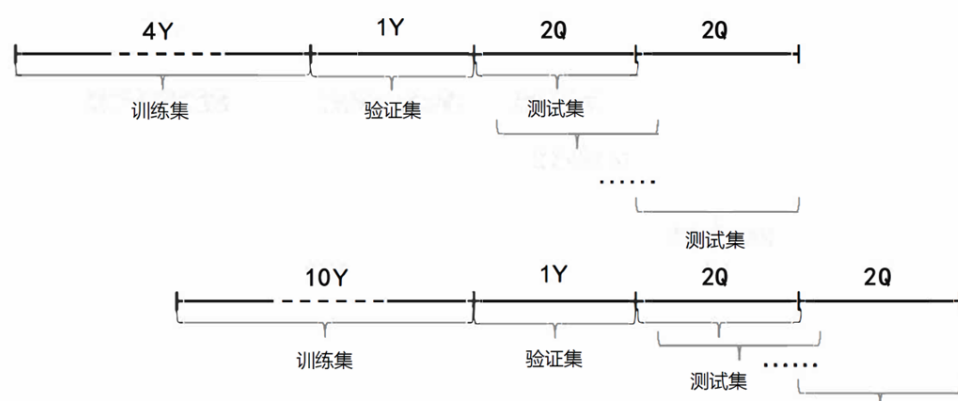 4Y 1Y 2Q 2Q
训练集 验证集 测试集
......
测试集
10Y 1Y 2Q 2Q
训练集 验证集 测试集
......